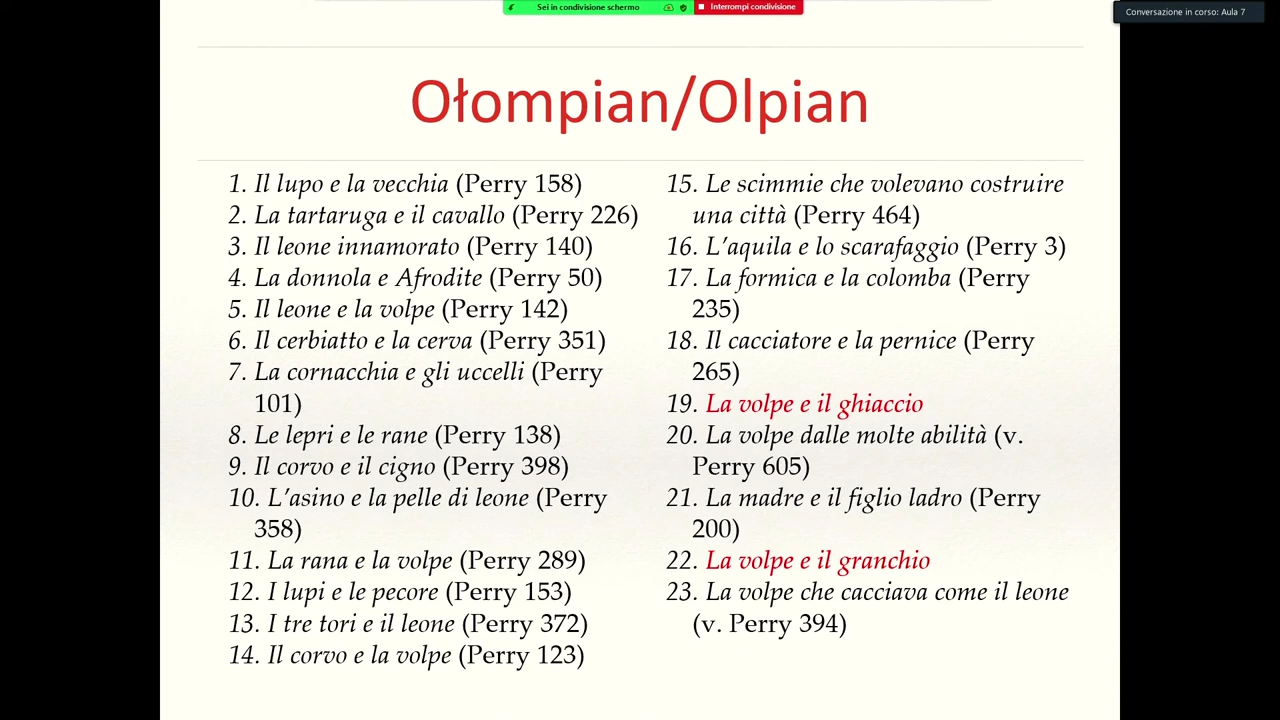 Sei in condivisione schermo
Interrompi condivisione
Conversazione in corso: Aula 7
Ołompian/Olpian
1. Il lupo e la vecchia (Perry 158)
2. La tartaruga e il cavallo (Perry 226)
3. Il leone innamorato (Perry 140)
4. La donnola e Afrodite (Perry 50)
5. Il leone e la volpe (Perry 142)
6. Il cerbiatto e la cerva (Perry 351)
7. La cornacchia e gli uccelli (Perry
101)
8. Le lepri e le rane (Perry 138)
9. Il corvo e il cigno (Perry 398)
10. L’asino e la pelle di leone (Perry
358)
11. La rana e la volpe (Perry 289)
12. I lupi e le pecore (Perry 153)
13. I tre tori e il leone (Perry 372)
14. Il corvo e la volpe (Perry 123)
15. Le scimmie che volevano costruire
una città (Perry 464)
16. L’aquila e lo scarafaggio (Perry 3)
17. La formica e la colomba (Perry
235)
18. Il cacciatore e la pernice (Perry
265)
19. La volpe e il ghiaccio
20. La volpe dalle molte abilità (v.
Perry 605)
21. La madre e il figlio ladro (Perry
200)
22. La volpe e il granchio
23. La volpe che cacciava come il leone
(v. Perry 394)